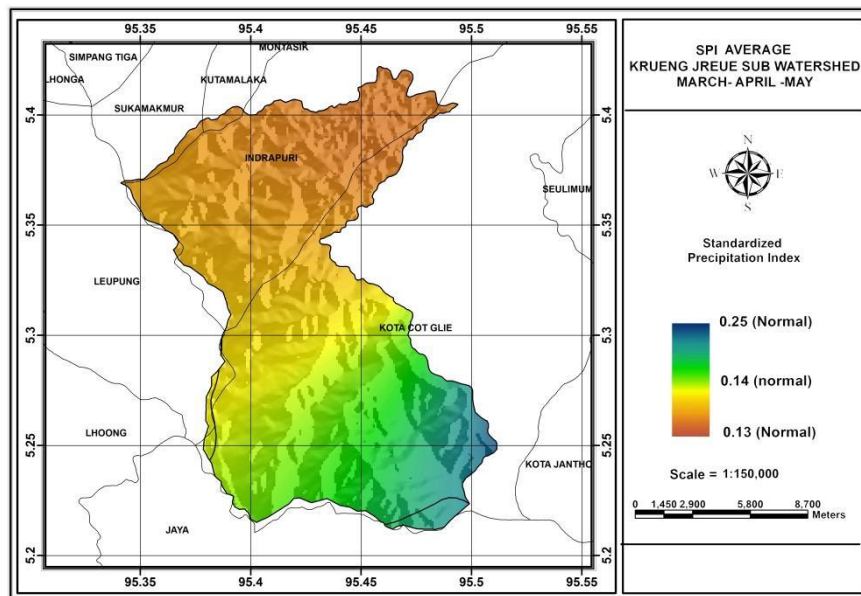 95.35 95.4 95.45 95.5 95.55
MONTASIK
SIMPANG TIGA
LHONGA
KUTAMALAKA
SUKAMAKMUR
5.4
5.4
INDRAPURI
SEULIMUM
5.35
5.35
LEUPUNG
5.3
5.3
KOTA COT GLIE
LHOONG
5.25
5.25
KOTA JANTHO
JAYA
5.2
5.2
95.35 95.4 95.45 95.5 95.55
SPI AVERAGE
KRUENG JREUE SUB WATERSHED
MARCH- APRIL -MAY
N
W E
S
Standardized
Precipitation Index
0.25 (Normal)
0.14 (normal)
0.13 (Normal)
Scale = 1:150,000
0 1,450 2,900 5,800 8,700
Meters